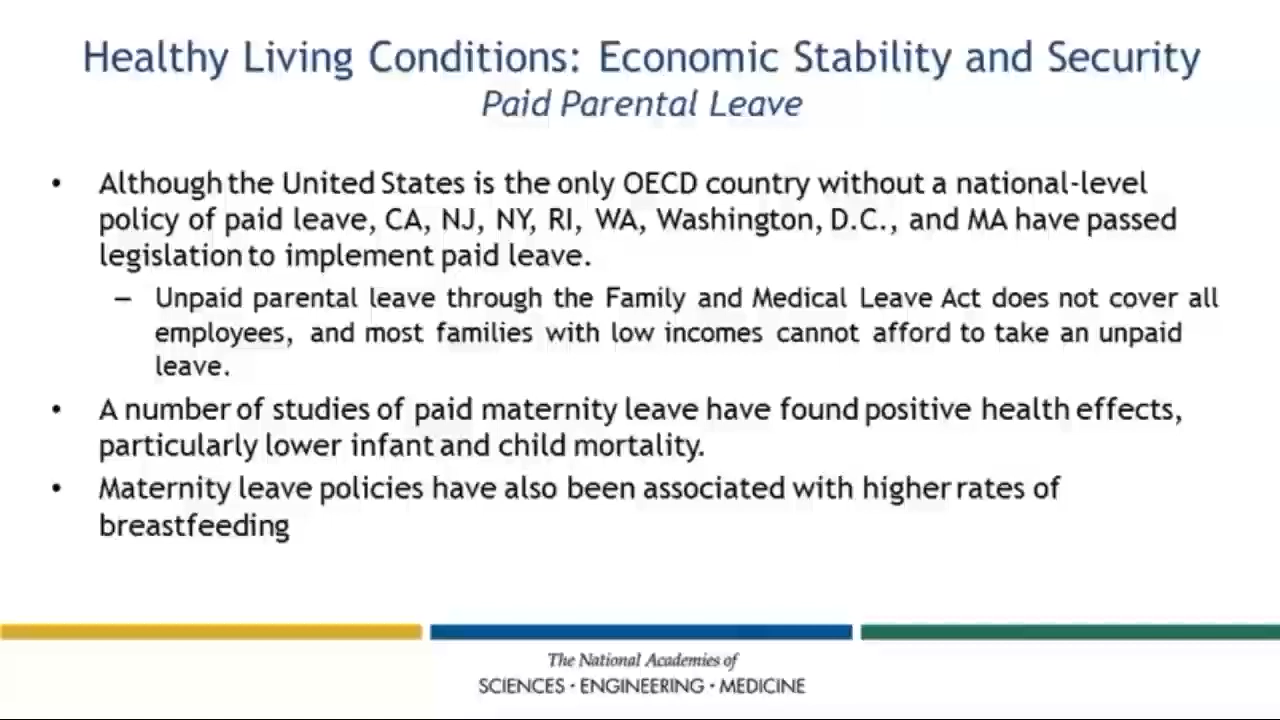 Healthy Living Conditions: Economic Stability and Security
Paid Parental Leave
• Although the United States is the only OECD country without a national-level
policy of paid leave, CA, NJ, NY, RI, WA, Washington, D.C., and MA have passed
legislation to implement paid leave.
– Unpaid parental leave through the Family and Medical Leave Act does not cover all
employees, and most families with low incomes cannot afford to take an unpaid
leave.
• A number of studies of paid maternity leave have found positive health effects,
particularly lower infant and child mortality.
• Maternity leave policies have also been associated with higher rates of
breastfeeding
The National Academies of
SCIENCES · ENGINEERING · MEDICINE